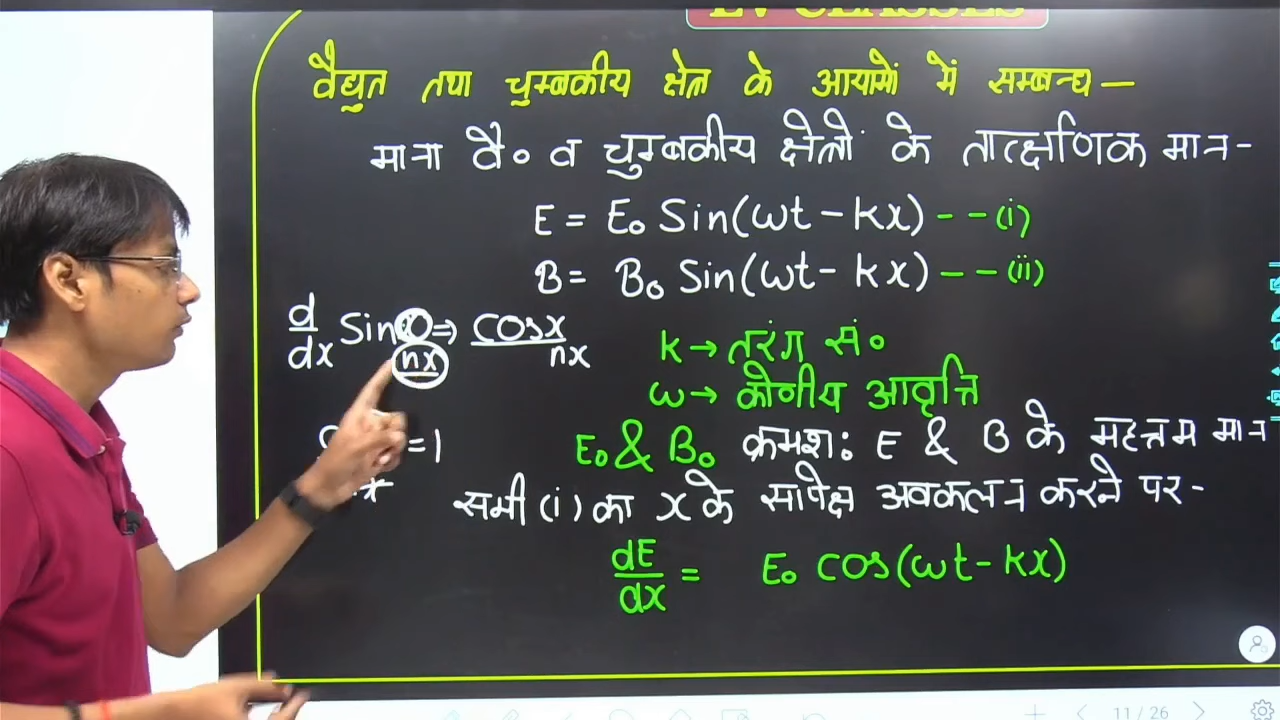 वैद्युत तथा चुम्बकीय क्षेत्र के आयामों में सम्बन्ध —
माना वै० व चुम्बकीय क्षेत्रों के तात्क्षणिक मान -
E = E₀ Sin(ωt - kx) - - (i)
B = B₀ Sin(ωt - kx) - - (ii)
d/dx Sin ⇒ cosx
nx nx
k → तरंग सं०
ω → कोणीय आवृत्ति
= 1
E₀ & B₀ क्रमशः E & B के महत्तम मान
समी (i) का x के सापेक्ष अवकलन करने पर -
dE/dx = E₀ cos(ωt - kx)
11 / 26